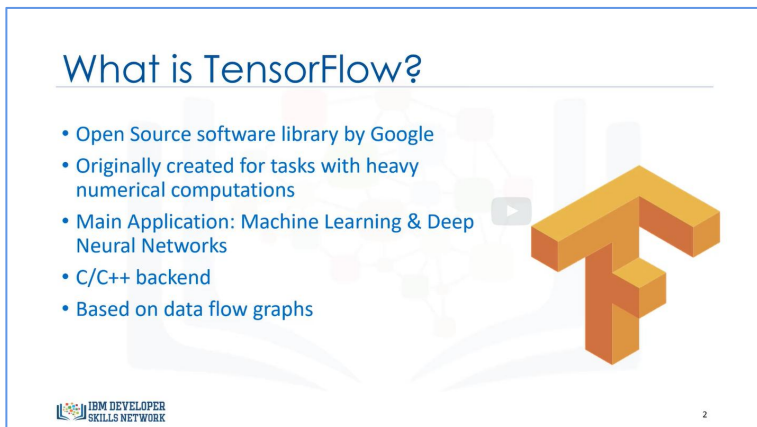 What is TensorFlow?
• Open Source software library by Google
• Originally created for tasks with heavy
numerical computations
• Main Application: Machine Learning & Deep
Neural Networks
• C/C++ backend
• Based on data flow graphs
IBM DEVELOPER
SKILLS NETWORK
2